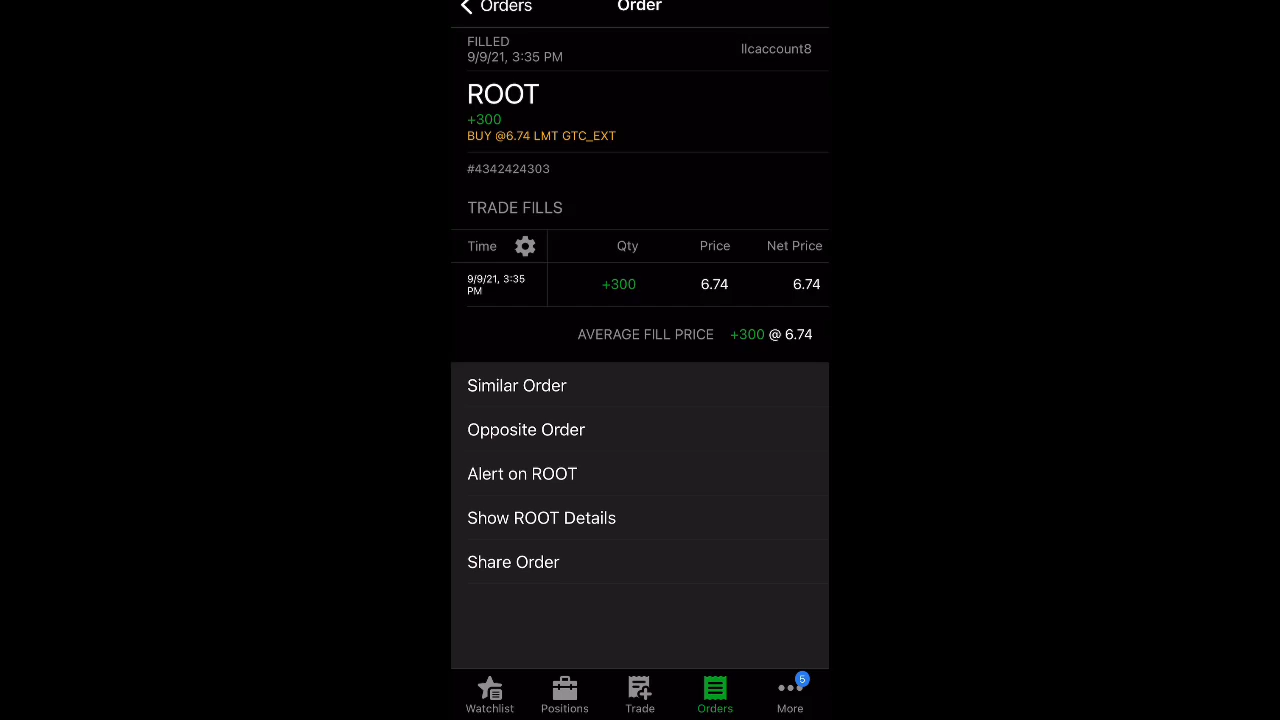 Orders
Order
FILLED
9/9/21, 3:35 PM
llcaccount8
ROOT
+300
BUY @6.74 LMT GTC_EXT
#4342424303
TRADE FILLS
Time Qty Price Net Price
9/9/21, 3:35
PM
+300 6.74 6.74
AVERAGE FILL PRICE +300 @ 6.74
Similar Order
Opposite Order
Alert on ROOT
Show ROOT Details
Share Order
5
Watchlist Positions Trade Orders More